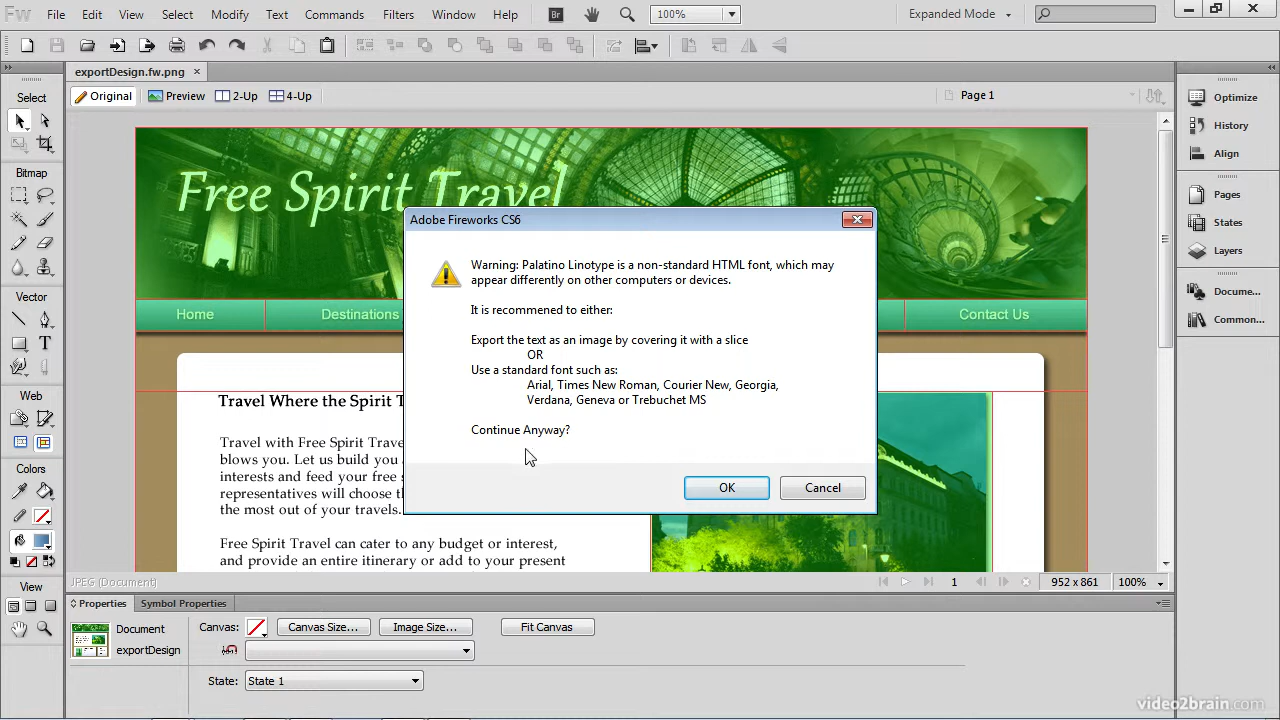 Fw File Edit View Select Modify Text Commands Filters Window Help Br 100% Expanded Mode
exportDesign.fw.png ×
Original Preview 2-Up 4-Up Page 1
Select
Bitmap
Vector
Web
Colors
View
Optimize
History
Align
Pages
States
Layers
Docume...
Common...
Free Spirit Travel
Home Destinations Contact Us
Travel Where the Spirit T
Travel with Free Spirit Trave
blows you. Let us build you
interests and feed your free s
representatives will choose th
the most out of your travels.
Free Spirit Travel can cater to any budget or interest,
and provide an entire itinerary or add to your present
Adobe Fireworks CS6
Warning: Palatino Linotype is a non-standard HTML font, which may
appear differently on other computers or devices.
It is recommened to either:
Export the text as an image by covering it with a slice
OR
Use a standard font such as:
Arial, Times New Roman, Courier New, Georgia,
Verdana, Geneva or Trebuchet MS
Continue Anyway?
OK Cancel
JPEG (Document) 1 952 x 861 100%
Properties Symbol Properties
Document
exportDesign
Canvas: Canvas Size... Image Size... Fit Canvas
State: State 1
video2brain.com